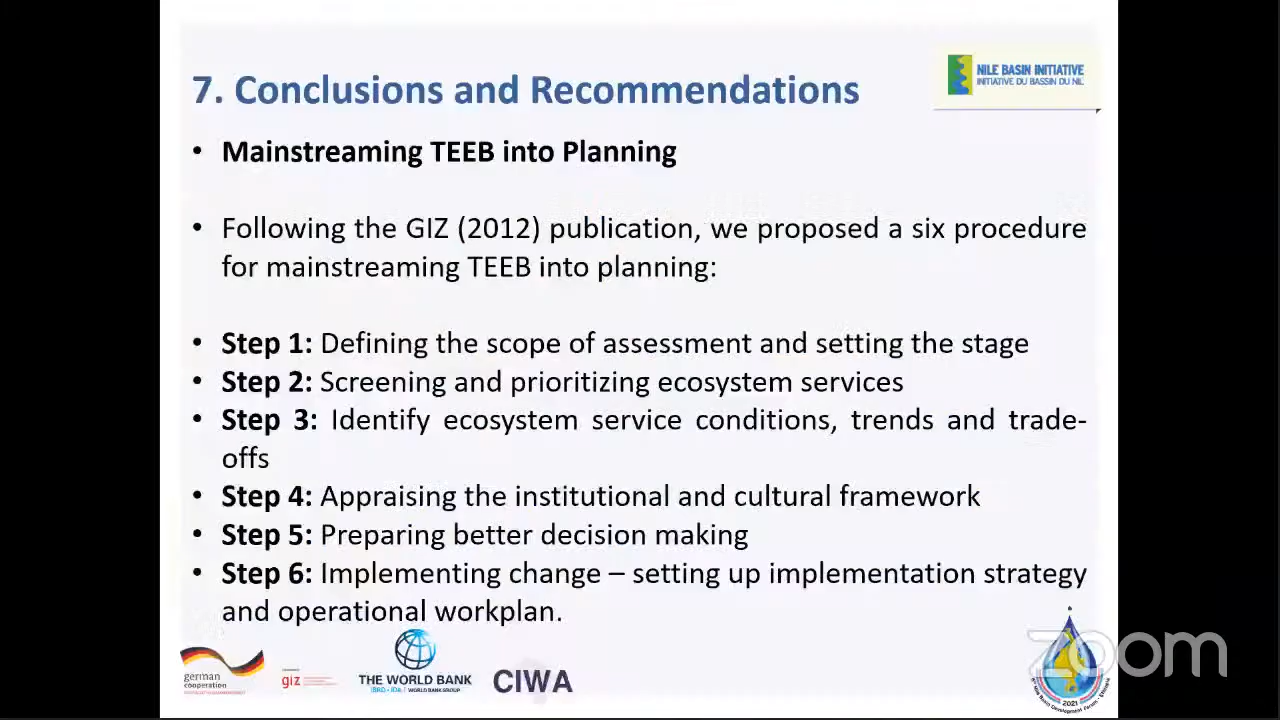 7. Conclusions and Recommendations
NILE BASIN INITIATIVE
INITIATIVE DU BASSIN DU NIL
• Mainstreaming TEEB into Planning
• Following the GIZ (2012) publication, we proposed a six procedure
for mainstreaming TEEB into planning:
• Step 1: Defining the scope of assessment and setting the stage
• Step 2: Screening and prioritizing ecosystem services
• Step 3: Identify ecosystem service conditions, trends and trade-
offs
• Step 4: Appraising the institutional and cultural framework
• Step 5: Preparing better decision making
• Step 6: Implementing change – setting up implementation strategy
and operational workplan.
german
cooperation
giz
THE WORLD BANK
IBRD • IDA | WORLD BANK GROUP
CIWA
zoom
2021